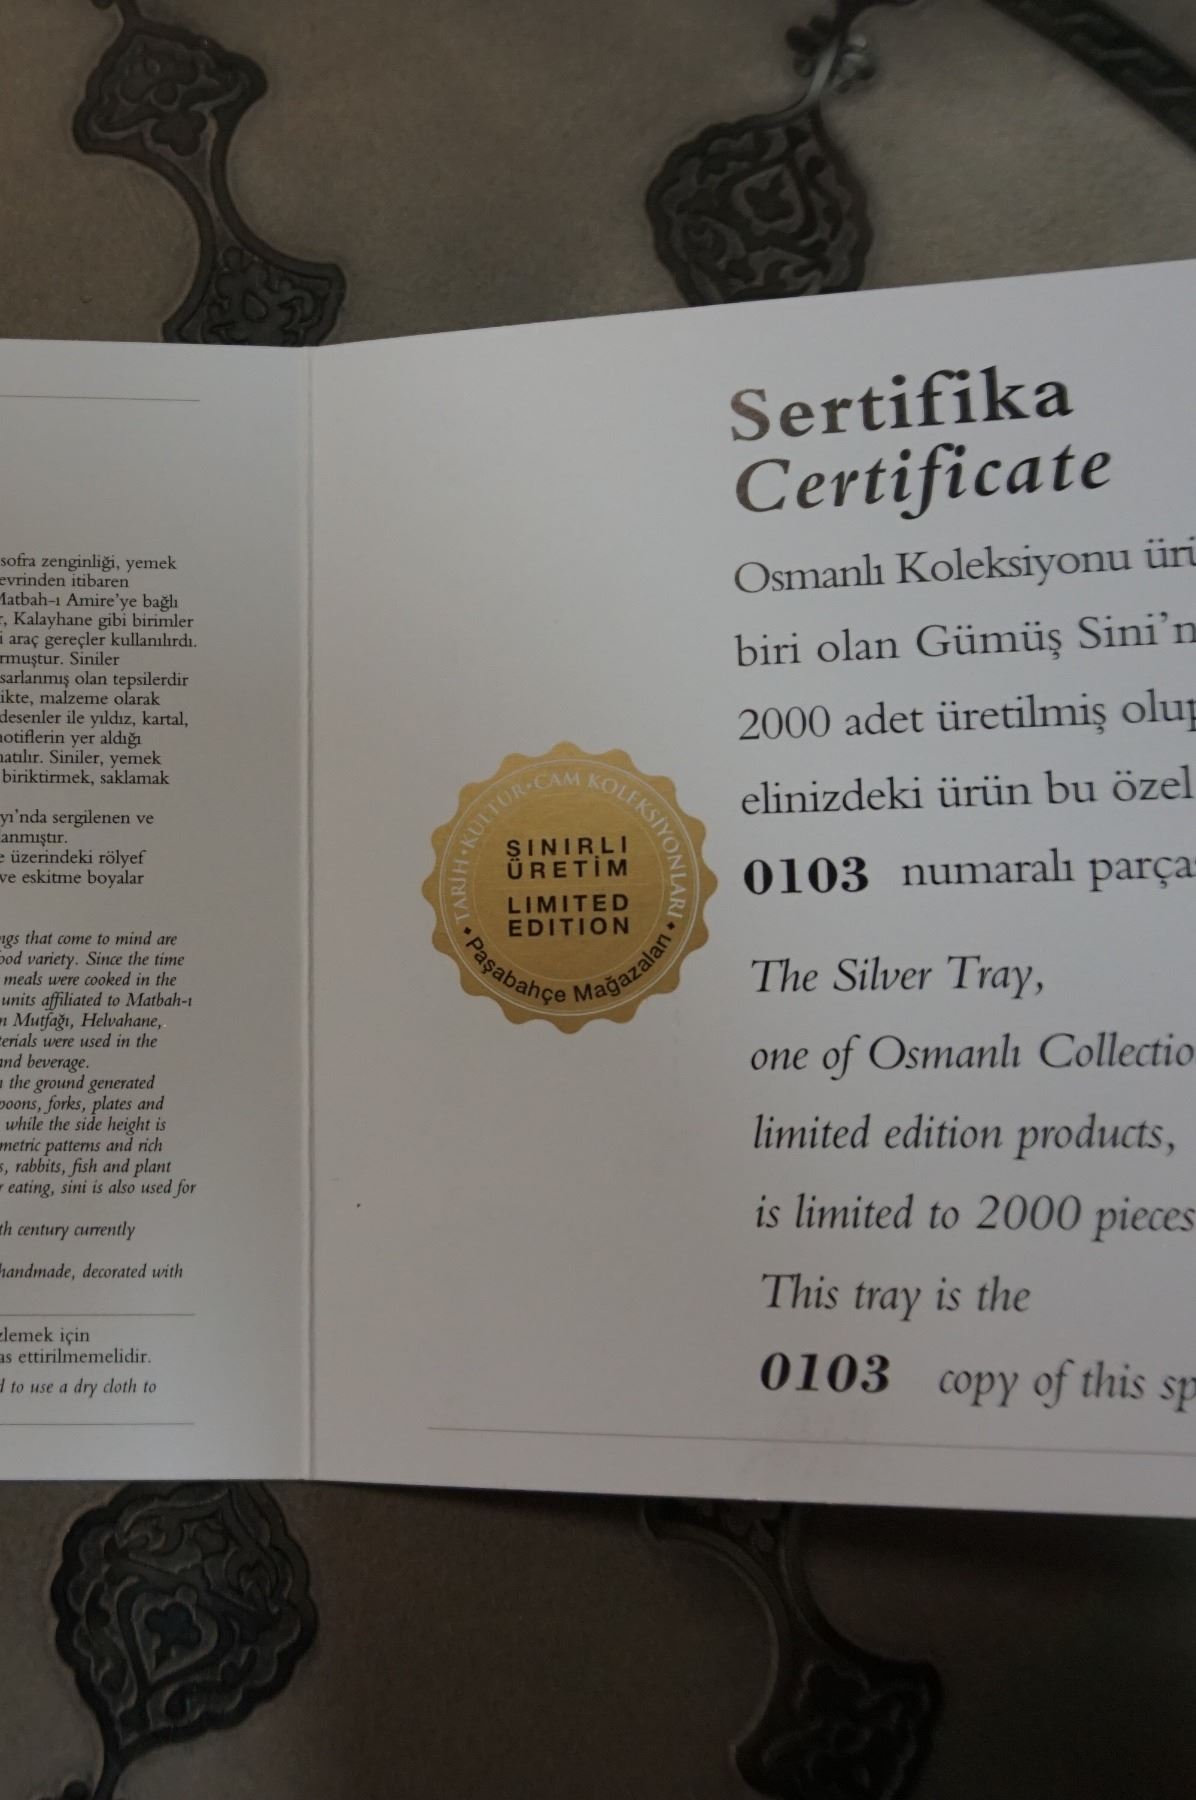 sofra zenginliği, yemek
evrinden itibaren
Matbah-ı Amire'ye bağlı
r, Kalayhane gibi birimler
i araç gereçler kullanılırdı.
rmuştur. Siniler
sarlanmış olan tepsilerdir
ikte, malzeme olarak
desenler ile yıldız, kartal,
notiflerin yer aldığı
natılır. Siniler, yemek
biriktirmek, saklamak
yı'nda sergilenen ve
anmıştır.
e üzerindeki rölyef
ve eskitme boyalar
ngs that come to mind are
ood variety. Since the time
meals were cooked in the
units affiliated to Matbah-ı
n Mutfağı, Helvahane,
terials were used in the
and beverage.
n the ground generated
poons, forks, plates and
while the side height is
metric patterns and rich
s, rabbits, fish and plant
r eating, sini is also used for
th century currently
handmade, decorated with
zlemek için
as ettirilmemelidir.
d to use a dry cloth to
TARİH•KÜLTÜR•CAM KOLEKSİYONLARI
SINIRLI
ÜRETİM
LIMITED
EDITION
• Paşabahçe Mağazaları •
Sertifika
Certificate
Osmanlı Koleksiyonu ürü
biri olan Gümüş Sini'n
2000 adet üretilmiş olup
elinizdeki ürün bu özel
0103 numaralı parças
The Silver Tray,
one of Osmanlı Collectio
limited edition products,
is limited to 2000 pieces
This tray is the
0103 copy of this sp